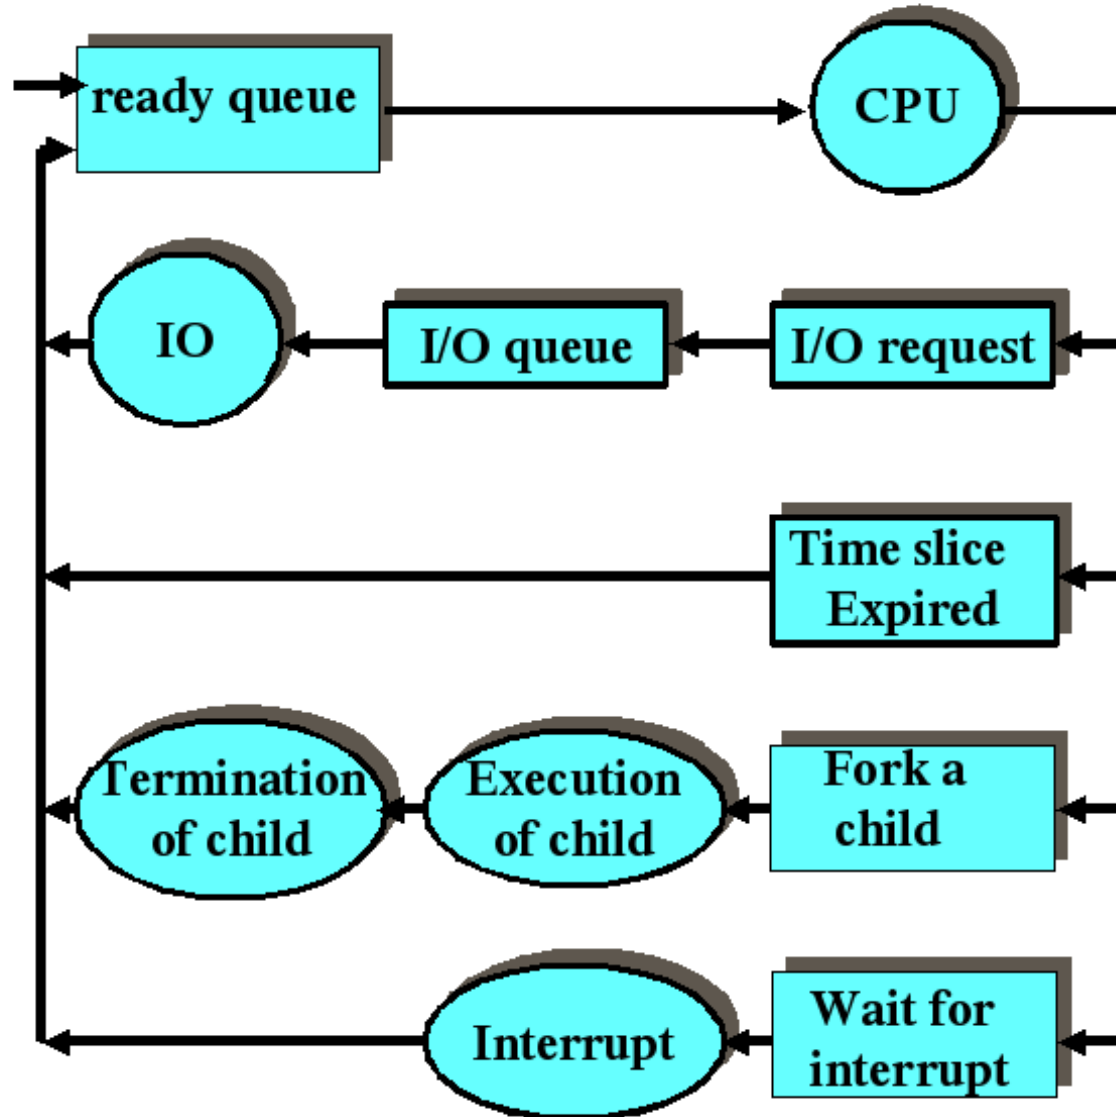 ready queue
CPU
IO
I/O queue
I/O request
Time slice
Expired
Termination
of child
Execution
of child
Fork a
child
Interrupt
Wait for
interrupt